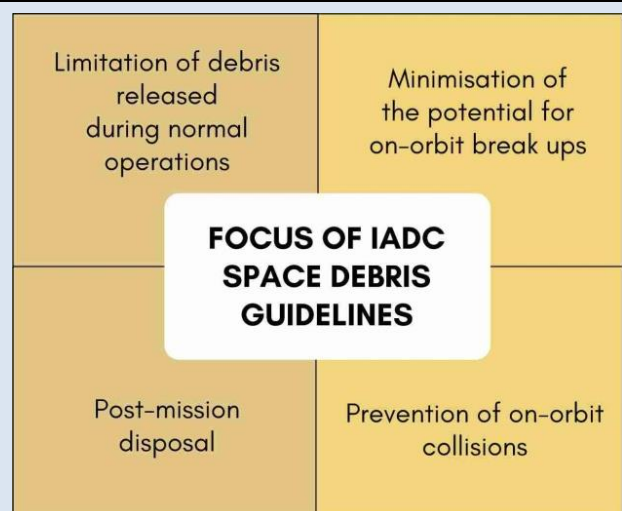 Limitation of debris
released
during normal
operations
Minimisation of
the potential for
on-orbit break ups
FOCUS OF IADC
SPACE DEBRIS
GUIDELINES
Post-mission
disposal
Prevention of on-orbit
collisions